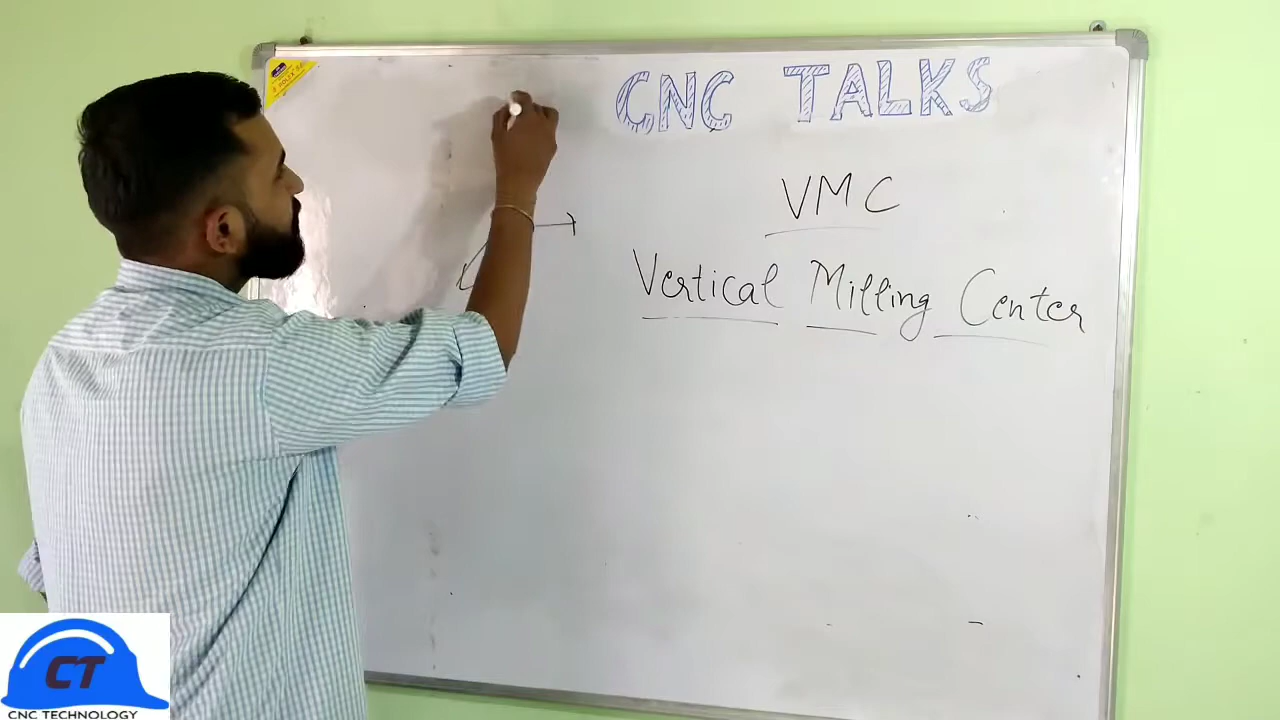 CNC TALKS
VMC
Vertical Milling Center
CT
CNC TECHNOLOGY